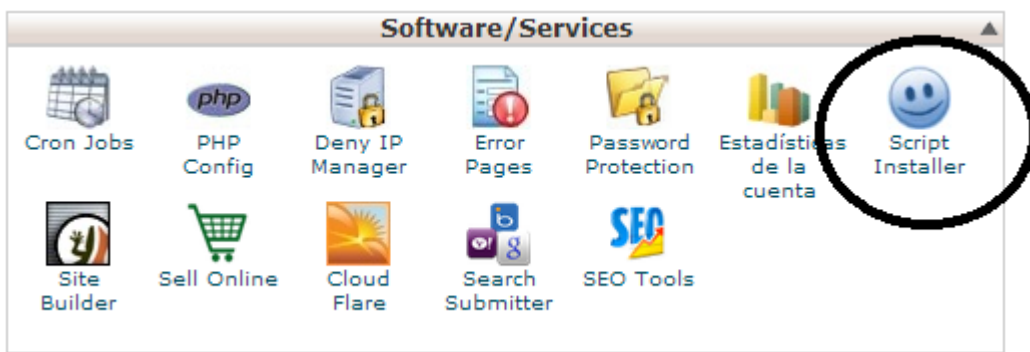 Software/Services
Cron Jobs
PHP
Config
Deny IP
Manager
Error
Pages
Password
Protection
Estadísticas
de la
cuenta
Script
Installer
Site
Builder
Sell Online
Cloud
Flare
Search
Submitter
SEO Tools
php
b
Y!
g
SEO